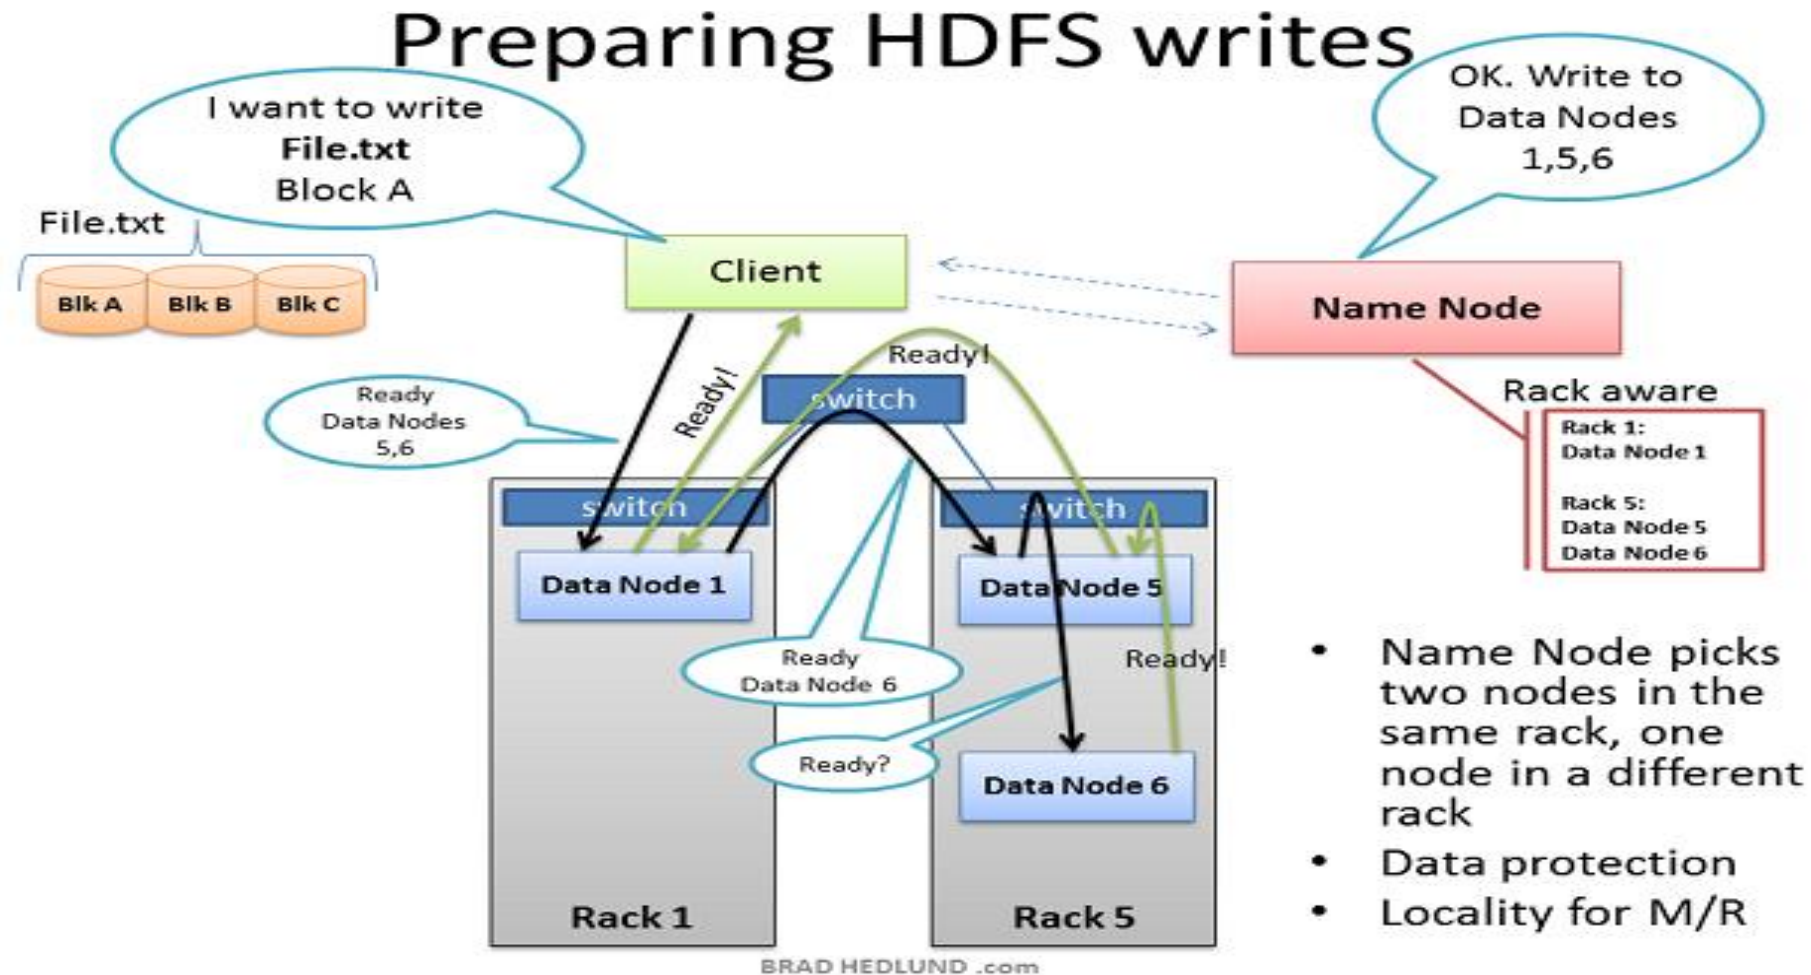 Preparing HDFS writes
I want to write
File.txt
Block A
OK. Write to
Data Nodes
1,5,6
File.txt
Blk A
Blk B
Blk C
Client
Name Node
Ready!
Ready!
switch
Ready
Data Nodes
5,6
Rack aware
Rack 1:
Data Node 1
Rack 5:
Data Node 5
Data Node 6
switch
switch
Data Node 1
Data Node 5
Ready
Data Node 6
Ready!
Ready?
Data Node 6
Rack 1
Rack 5
• Name Node picks
two nodes in the
same rack, one
node in a different
rack
• Data protection
• Locality for M/R
BRAD HEDLUND .com